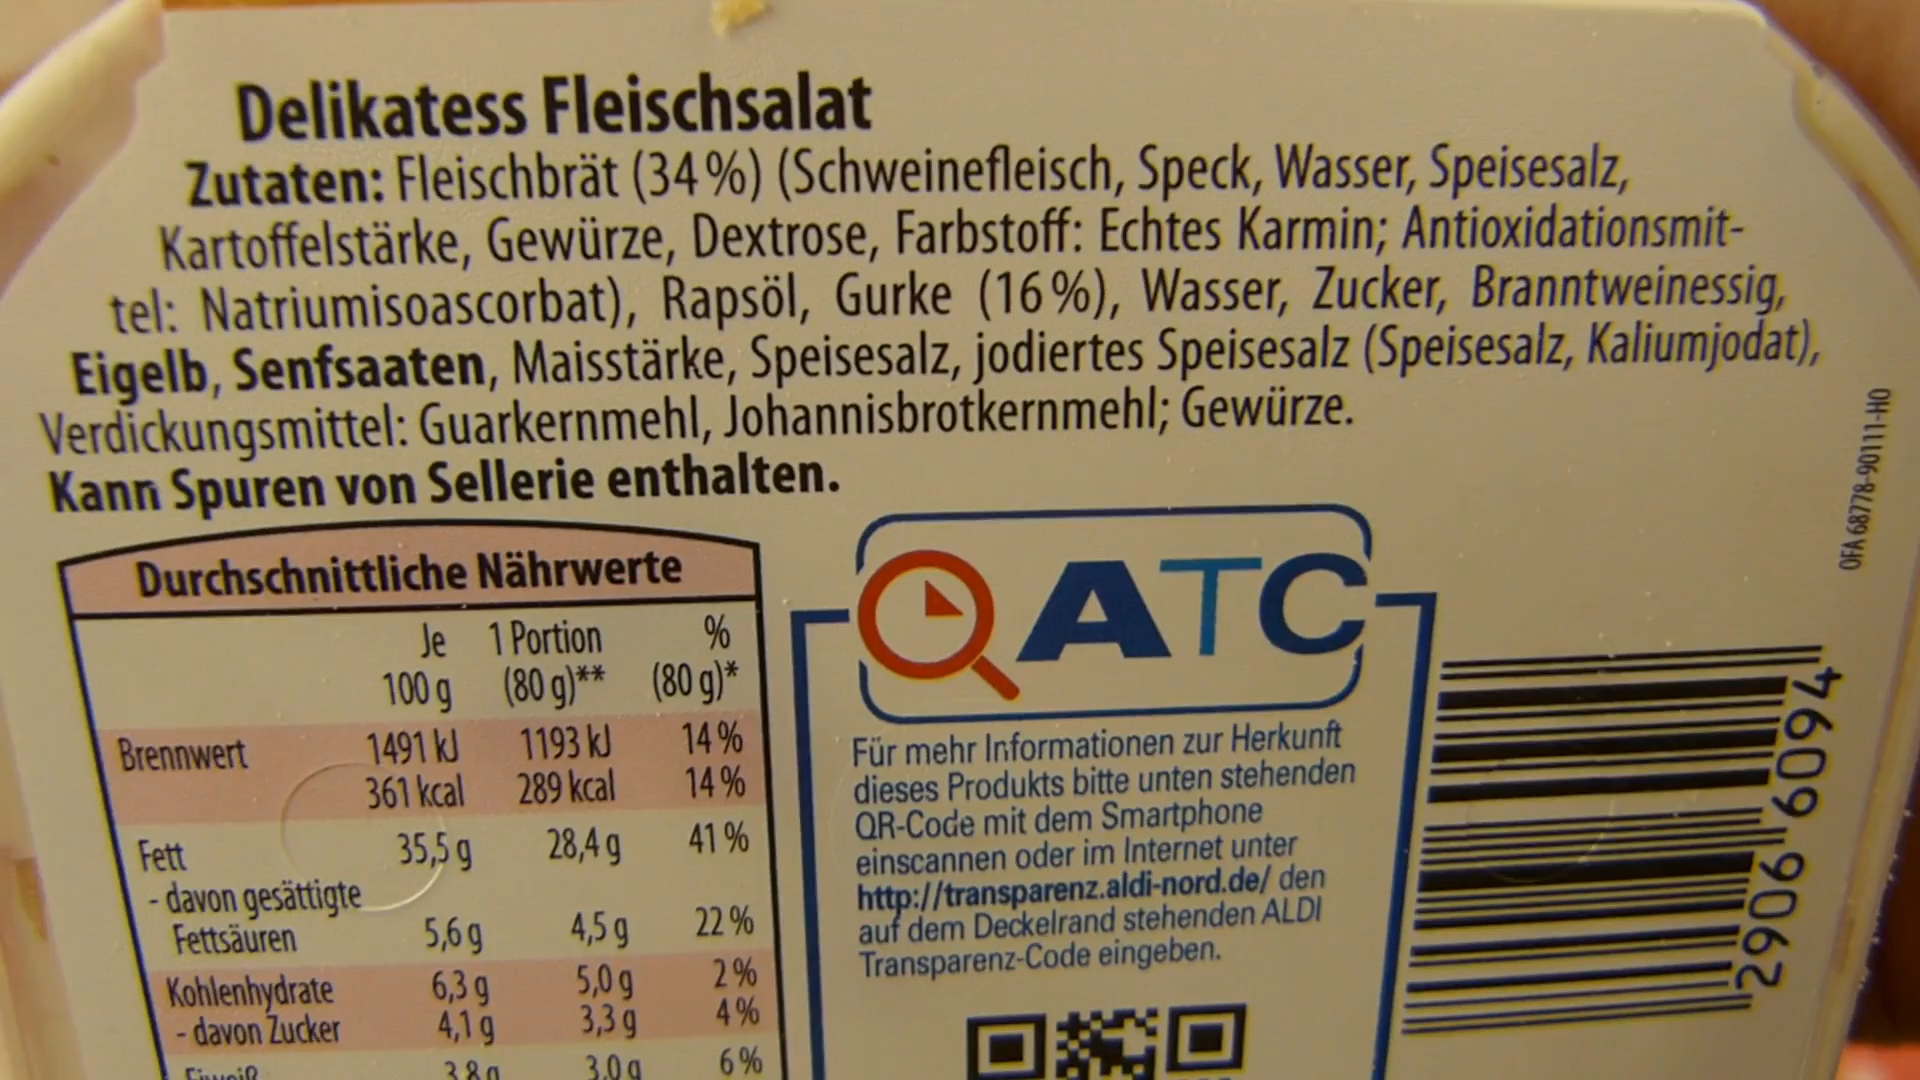 Delikatess Fleischsalat
Zutaten: Fleischbrät (34%) (Schweinefleisch, Speck, Wasser, Speisesalz,
Kartoffelstärke, Gewürze, Dextrose, Farbstoff: Echtes Karmin; Antioxidationsmit-
tel: Natriumisoascorbat), Rapsöl, Gurke (16%), Wasser, Zucker, Branntweinessig,
Eigelb, Senfsaaten, Maisstärke, Speisesalz, jodiertes Speisesalz (Speisesalz, Kaliumjodat),
Verdickungsmittel: Guarkernmehl, Johannisbrotkernmehl; Gewürze.
Kann Spuren von Sellerie enthalten.
Durchschnittliche Nährwerte
Je 1 Portion %
100 g (80 g)** (80 g)*
Brennwert 1491 kJ 1193 kJ 14%
361 kcal 289 kcal 14%
Fett 35,5 g 28,4 g 41%
- davon gesättigte
Fettsäuren 5,6 g 4,5 g 22%
Kohlenhydrate 6,3 g 5,0 g 2%
- davon Zucker 4,1 g 3,3 g 4%
Eiweiß 3,8 g 3,0 g 6%
ATC
Für mehr Informationen zur Herkunft
dieses Produkts bitte unten stehenden
QR-Code mit dem Smartphone
einscannen oder im Internet unter
http://transparenz.aldi-nord.de/ den
auf dem Deckelrand stehenden ALDI
Transparenz-Code eingeben.
2906 6094
OFA 68778-90111-HO